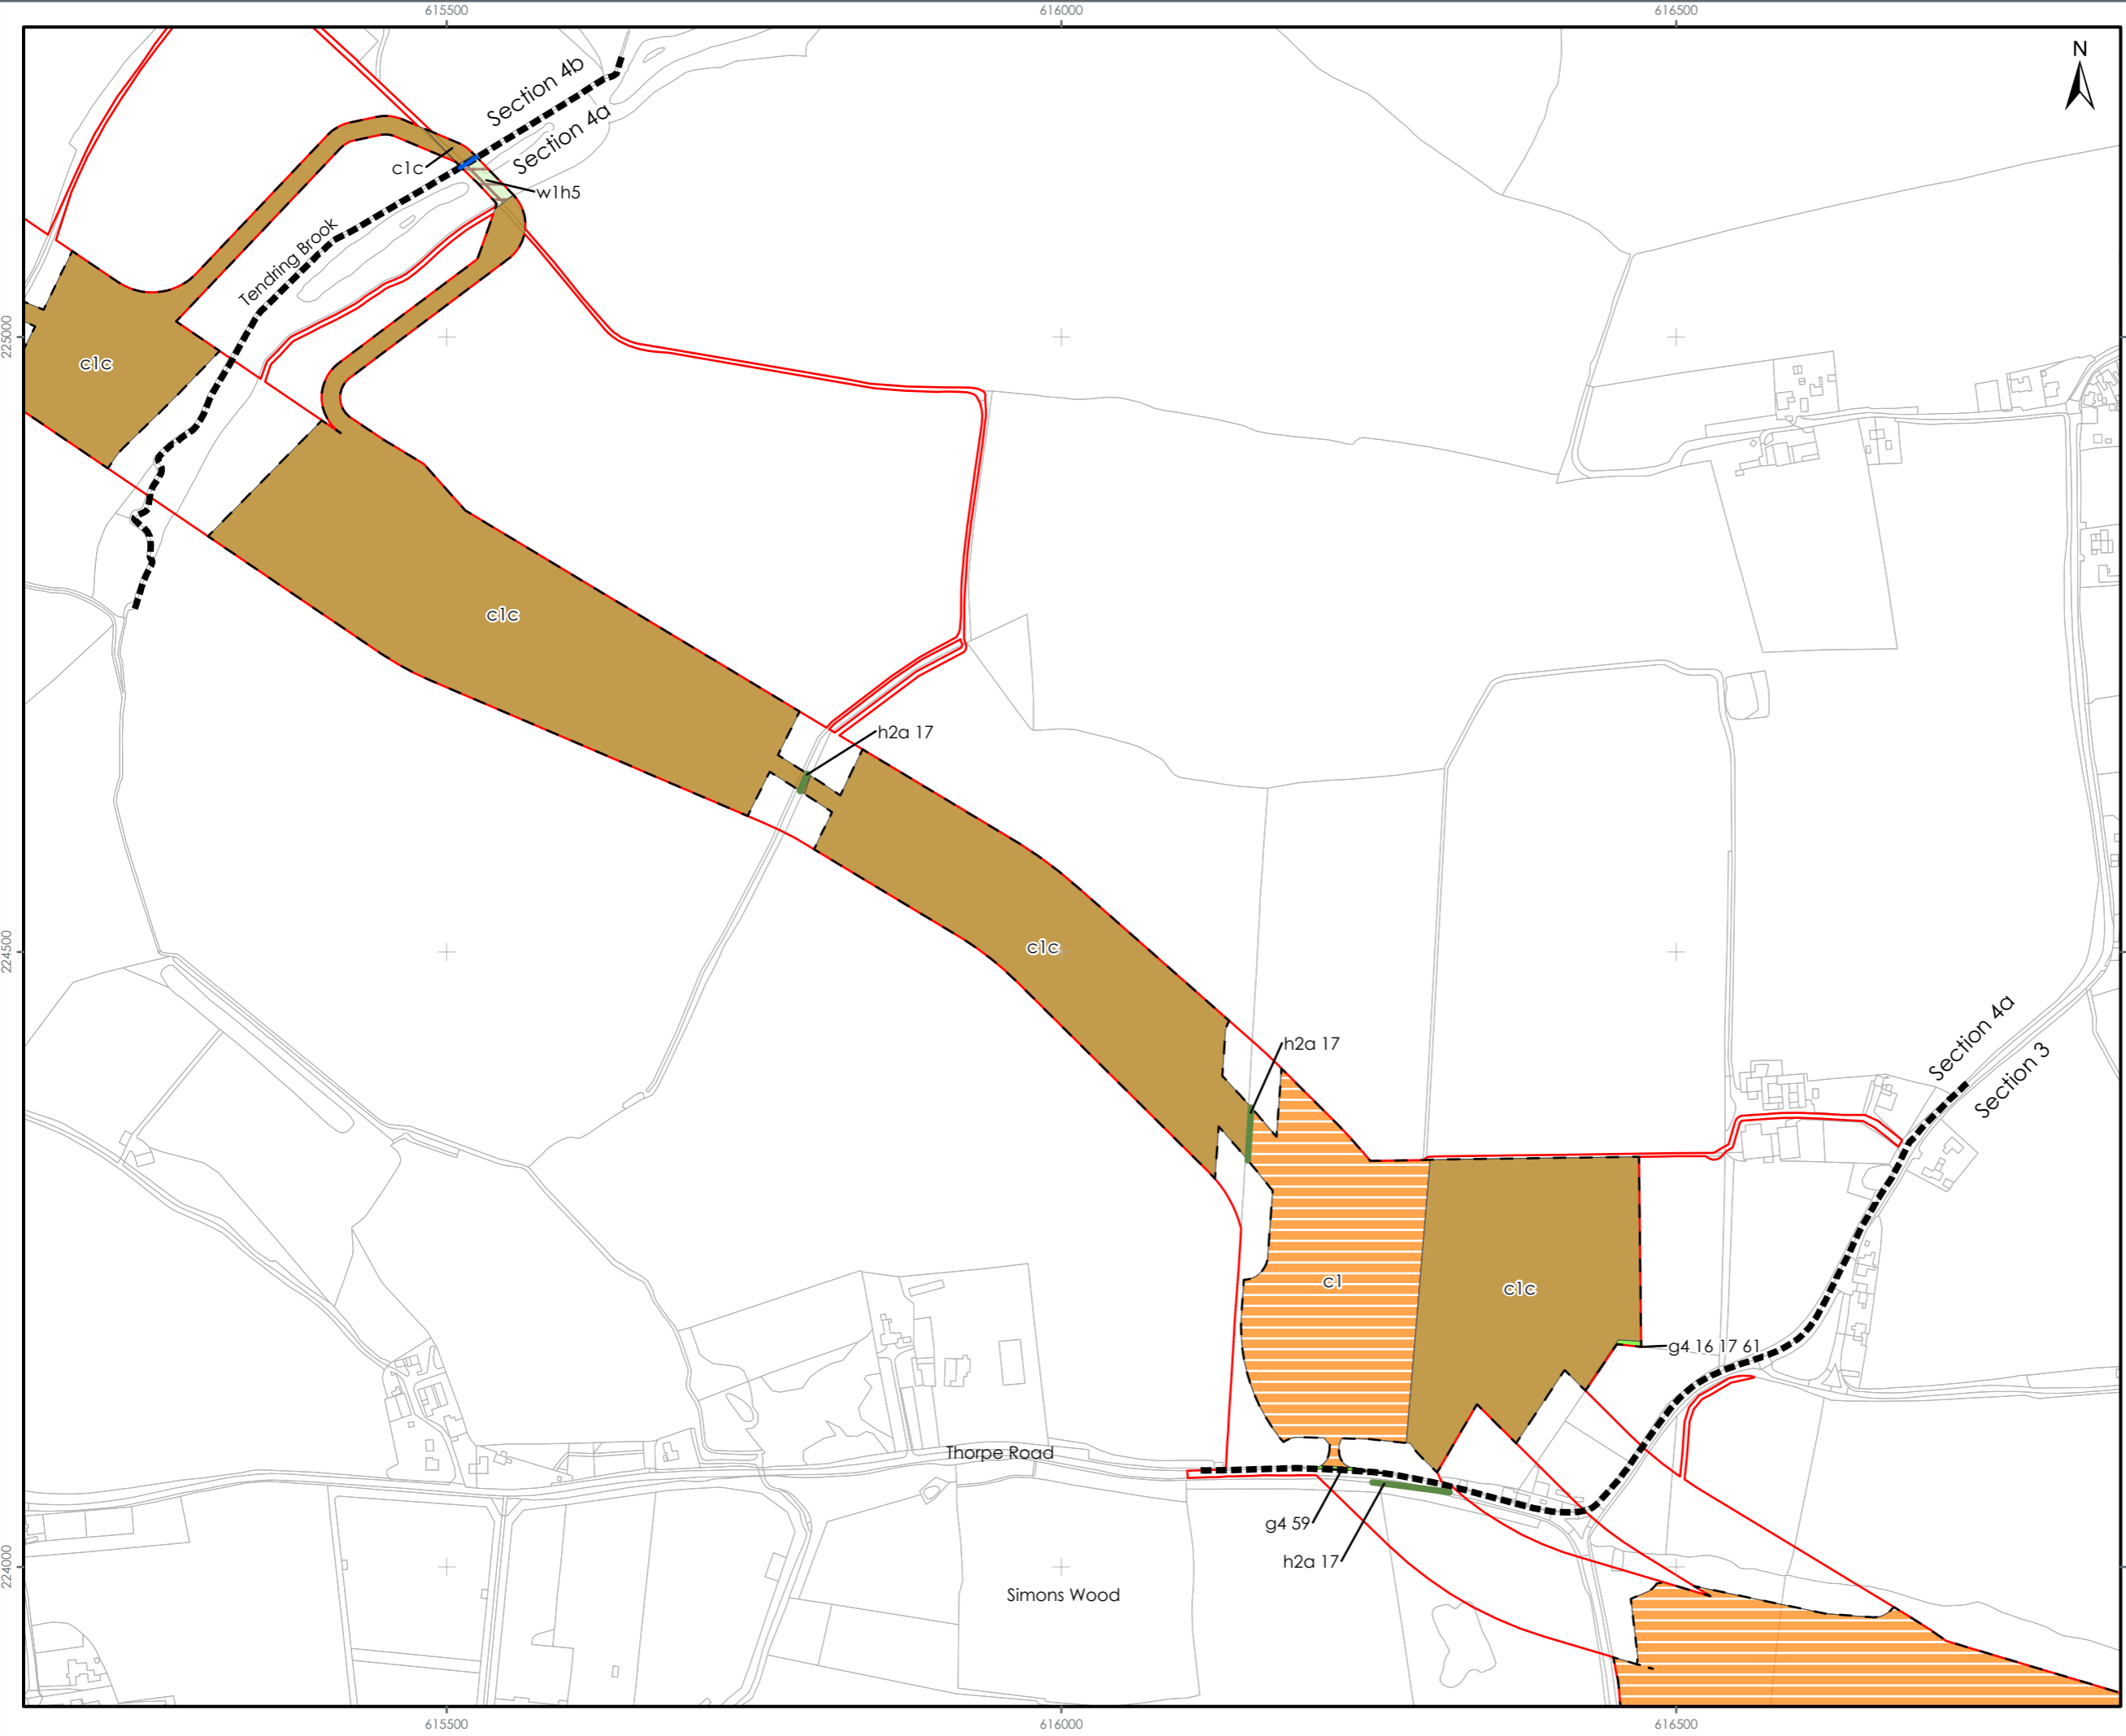 615500
616000
616500
N
Section 4b
Section 4a
c1c
w1h5
Tendring Brook
225000
c1c
c1c
h2a 17
c1c
224500
h2a 17
Section 4a
Section 3
c1
c1c
g4 16 17 61
Thorpe Road
g4 59
h2a 17
224000
Simons Wood
615500
616000
616500